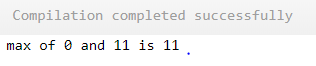 Compilation completed successfully
max of 0 and 11 is 11 .